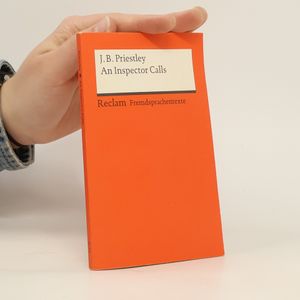 J. B. Priestley
An Inspector Calls
Reclam Fremdsprachentexte